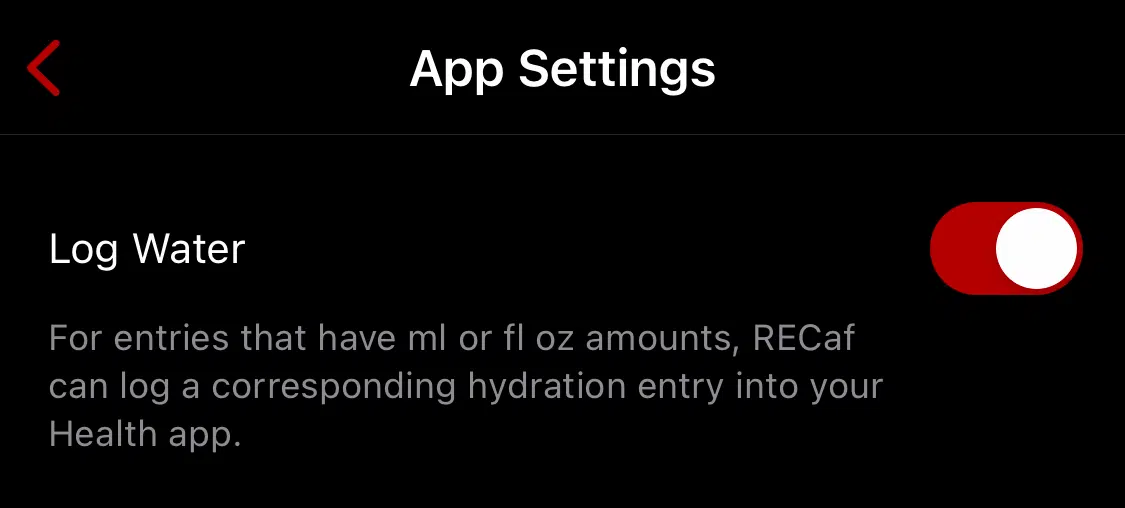 App Settings
Log Water
For entries that have ml or fl oz amounts, RECaf
can log a corresponding hydration entry into your
Health app.